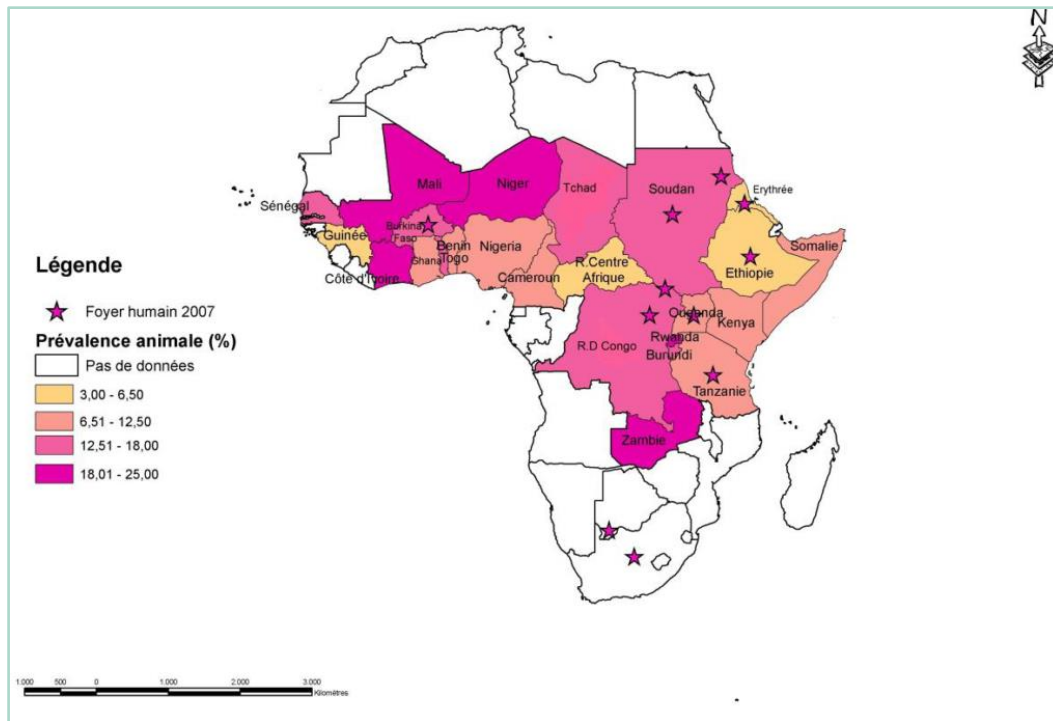 N
Mali
Niger
Tchad
Soudan
Erythrée
Sénégal
Burkina
Faso
Guinée
Benin
Togo
Ghana
Nigeria
Somalie
R.Centre
Afrique
Ethiopie
Côte d'Ivoire
Cameroun
Ouganda
Kenya
Rwanda
R.D Congo
Burundi
Tanzanie
Zambie
Légende
Foyer humain 2007
Prévalence animale (%)
Pas de données
3,00 - 6,50
6,51 - 12,50
12,51 - 18,00
18,01 - 25,00
1.000 500 0 1.000 2.000 3.000
Kilomètres